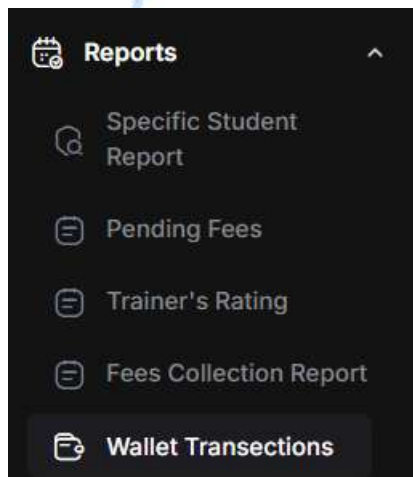 Reports
Specific Student
Report
Pending Fees
Trainer's Rating
Fees Collection Report
Wallet Transections